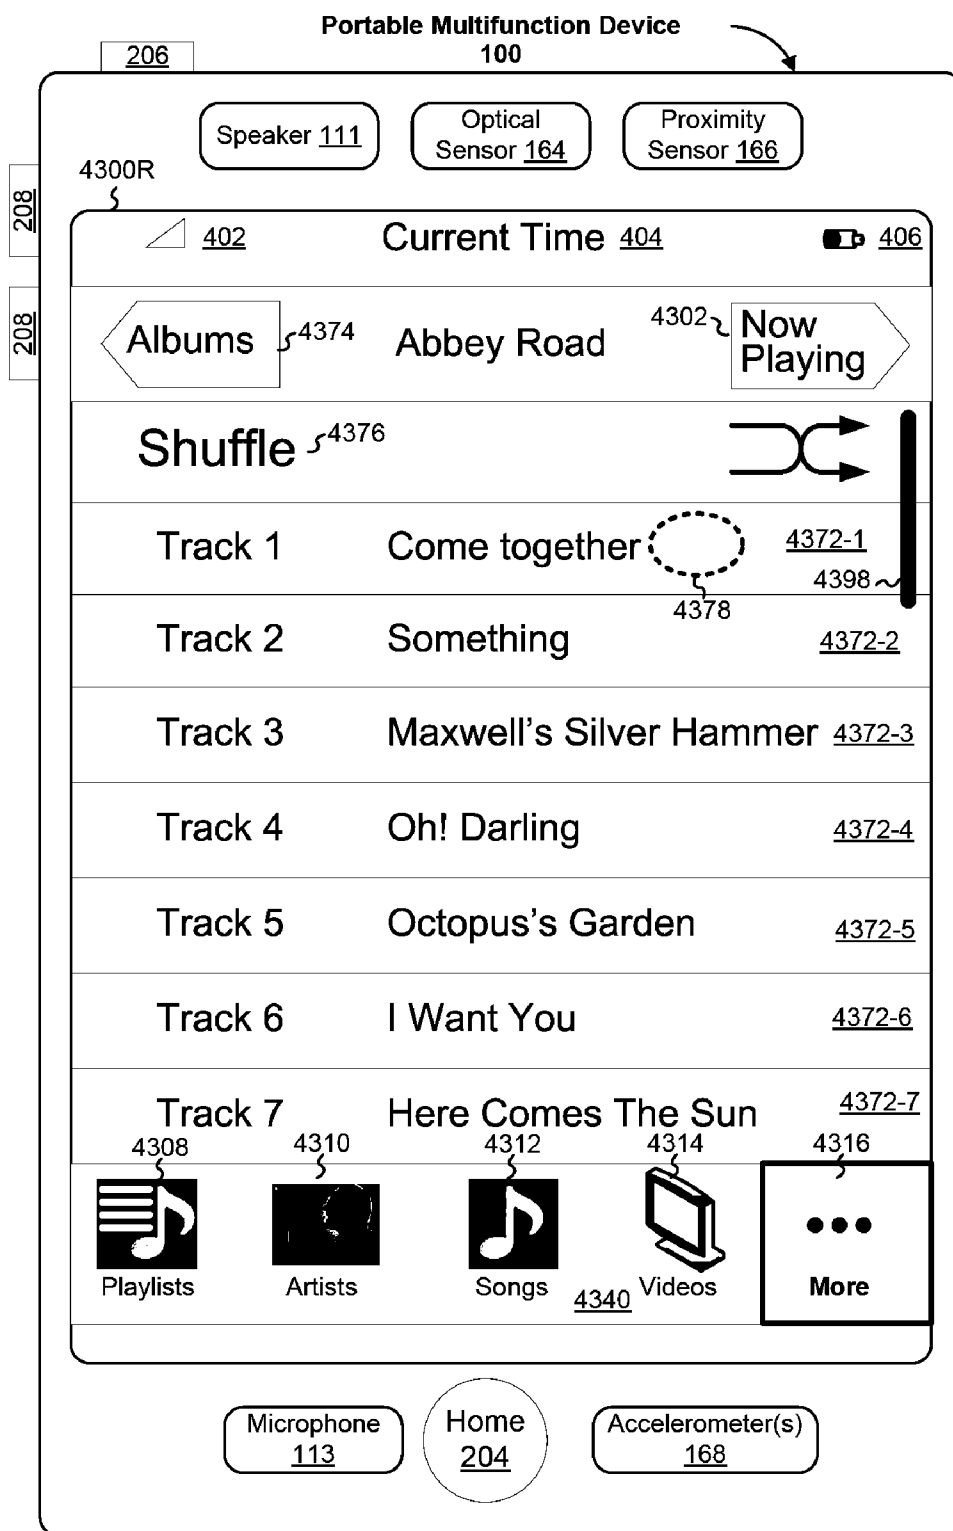 Portable Multifunction Device
100
206
Speaker 111
Optical
Sensor 164
Proximity
Sensor 166
4300R
208
402
Current Time 404
406
208
Albums
4374
Abbey Road
4302
Now
Playing
Shuffle
4376
Track 1
Come together
4372-1
4398
4378
Track 2
Something
4372-2
Track 3
Maxwell's Silver Hammer
4372-3
Track 4
Oh! Darling
4372-4
Track 5
Octopus's Garden
4372-5
Track 6
I Want You
4372-6
Track 7
Here Comes The Sun
4372-7
4308
4310
4312
4314
4316
Playlists
Artists
Songs
4340
Videos
More
Microphone
113
Home
204
Accelerometer(s)
168